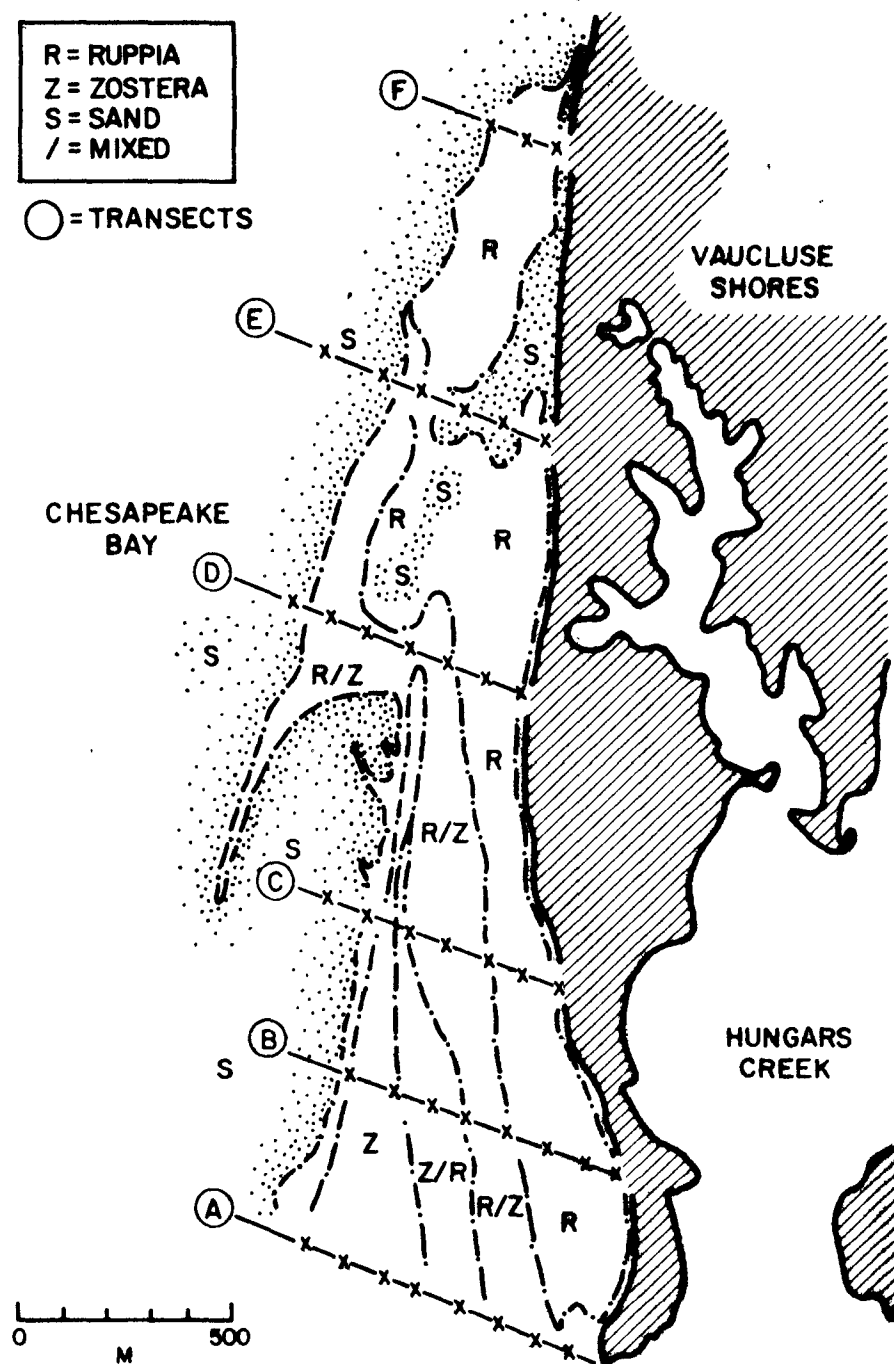 R = RUPPIA
Z = ZOSTERA
S = SAND
/ = MIXED
○ = TRANSECTS
F
VAUCLUSE
SHORES
R
E
S
S
CHESAPEAKE
BAY
S
R
R
S
D
S
R/Z
R
R/Z
S
C
B
S
HUNGARS
CREEK
Z
Z/R
R/Z
R
A
0 500
M